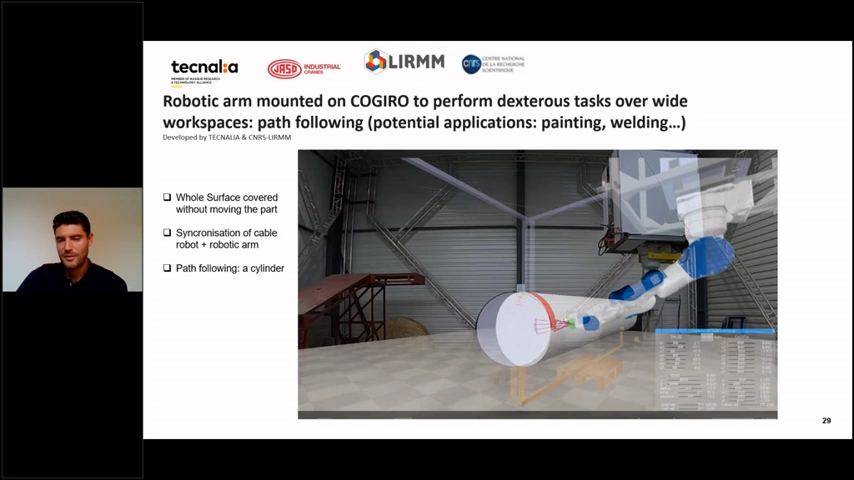 tecnalia
MEMBER OF BASQUE RESEARCH
& TECHNOLOGY ALLIANCE
JASO INDUSTRIAL
CRANES
LIRMM
cnrs
CENTRE NATIONAL
DE LA RECHERCHE
SCIENTIFIQUE
Robotic arm mounted on COGIRO to perform dexterous tasks over wide
workspaces: path following (potential applications: painting, welding…)
Developed by TECNALIA & CNRS-LIRMM
Whole Surface covered
without moving the part
Syncronisation of cable
robot + robotic arm
Path following: a cylinder
29